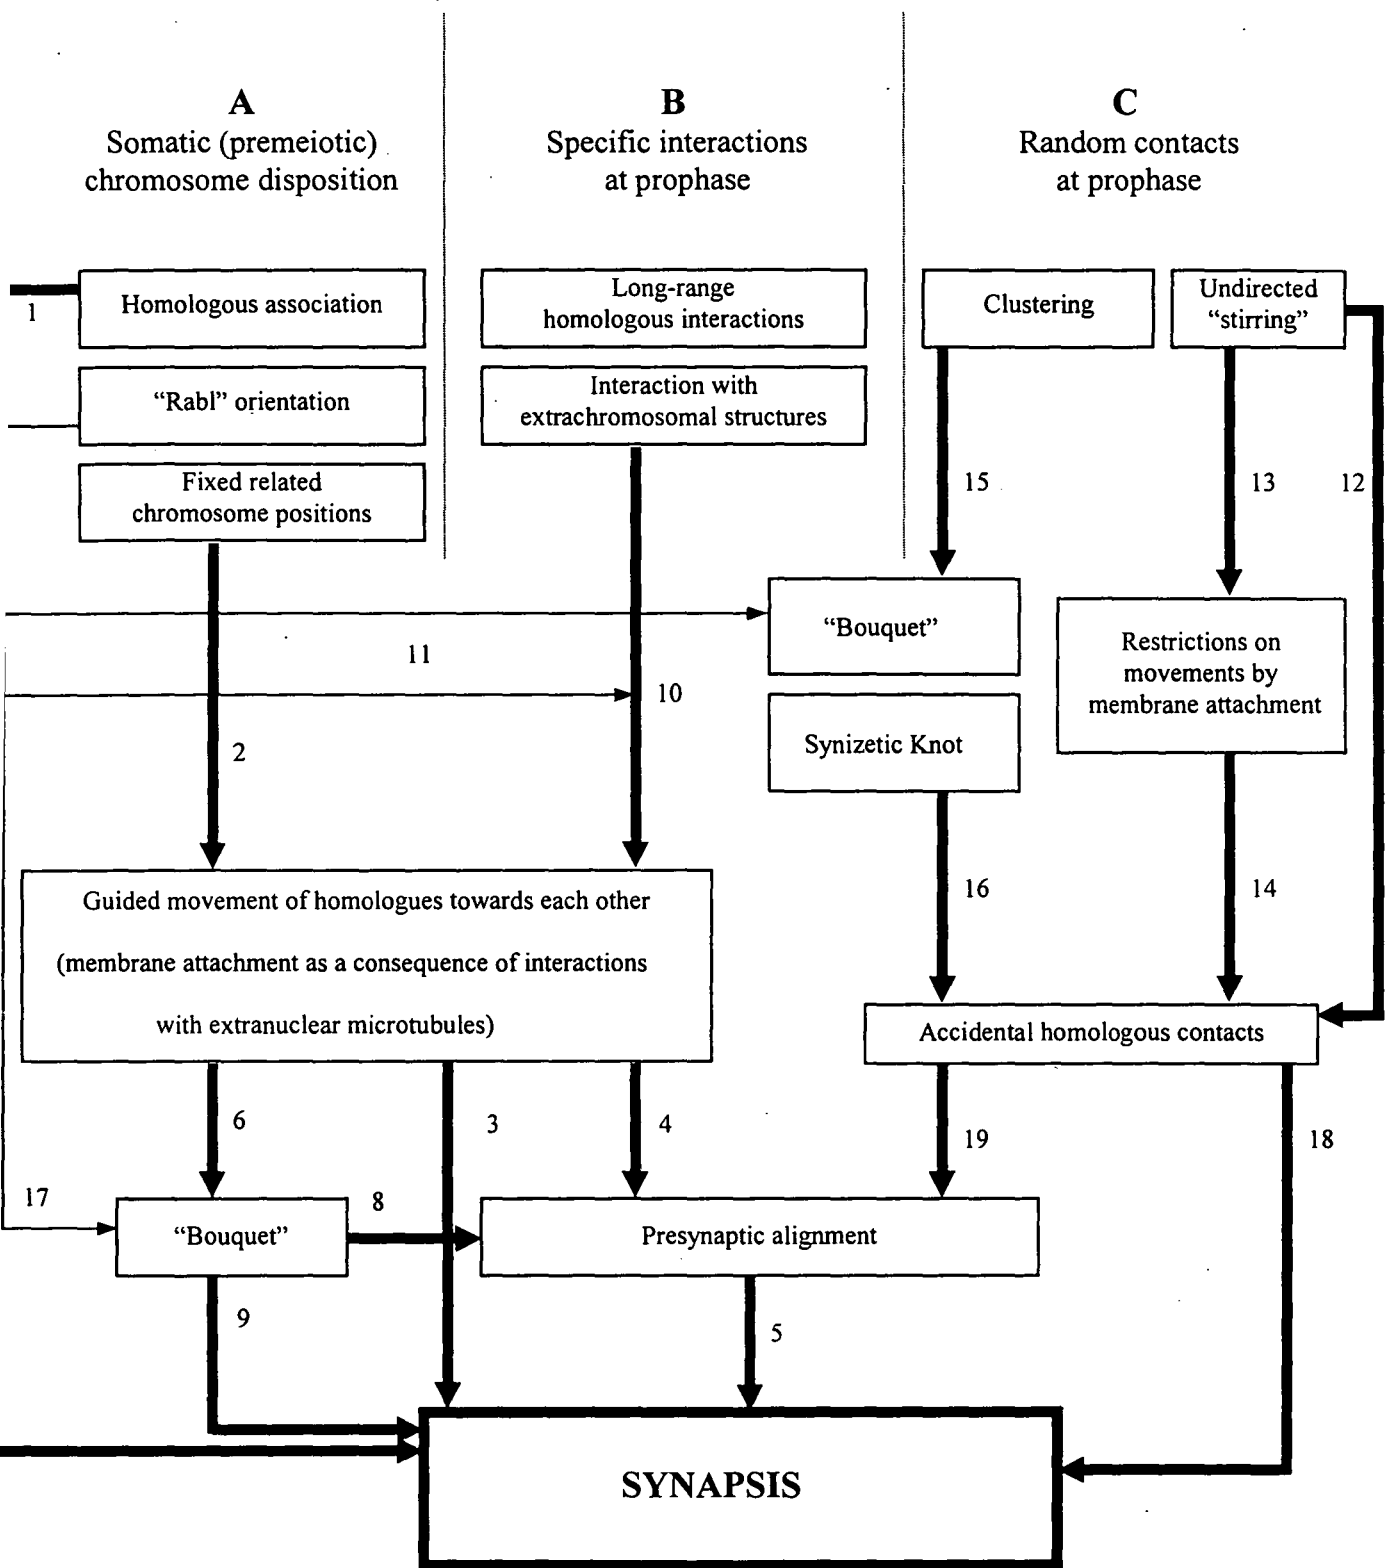 A
Somatic (premeiotic)
chromosome disposition
B
Specific interactions
at prophase
C
Random contacts
at prophase
1
Homologous association
“Rabl” orientation
Fixed related
chromosome positions
Long-range
homologous interactions
Interaction with
extrachromosomal structures
Clustering
Undirected
“stirring”
15
13
12
“Bouquet”
11
10
2
Synizetic Knot
Restrictions on
movements by
membrane attachment
Guided movement of homologues towards each other
(membrane attachment as a consequence of interactions
with extranuclear microtubules)
16
14
Accidental homologous contacts
6
3
4
19
18
17
“Bouquet”
8
Presynaptic alignment
9
5
SYNAPSIS